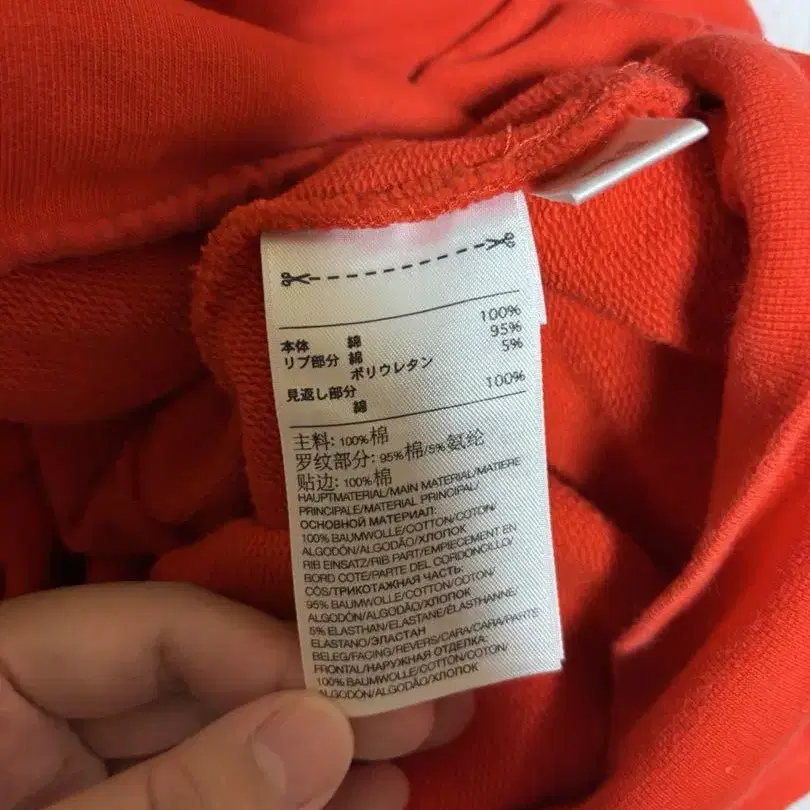 100%
本体 綿 95%
リブ部分 綿 5%
ポリウレタン
見返し部分 100%
綿
主料: 100%棉
罗纹部分: 95%棉/5%氨纶
贴边: 100%棉
HAUPTMATERIAL/MAIN MATERIAL/MATIERE
PRINCIPALE/MATERIAL PRINCIPAL/
ОСНОВНОЙ МАТЕРИАЛ:
100% BAUMWOLLE/COTTON/COTON/
ALGODÓN/ALGODÃO/ХЛОПОК
RIB EINSATZ/RIB PART/EMPIECEMENT EN
BORD COTE/PARTE DEL CORDONCILLO/
CÓS/ТРИКОТАЖНАЯ ЧАСТЬ:
95% BAUMWOLLE/COTTON/COTON/
ALGODÓN/ALGODÃO/ХЛОПОК
5% ELASTHAN/ELASTANE/ÉLASTHANNE/
ELASTANO/ЭЛАСТАН
BELEG/FACING/REVERS/CARA/CARA/PARTE
FRONTAL/НАРУЖНАЯ ОТДЕЛКА:
100% BAUMWOLLE/COTTON/COTON/
ALGODÓN/ALGODÃO/ХЛОПОК